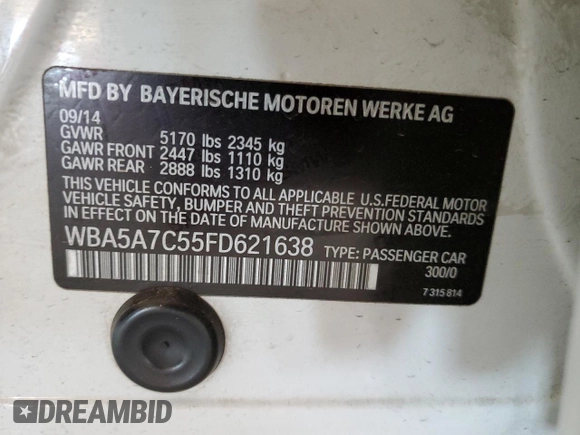 MFD BY BAYERISCHE MOTOREN WERKE AG
09/14
GVWR 5170 lbs 2345 kg
GAWR FRONT 2447 lbs 1110 kg
GAWR REAR 2888 lbs 1310 kg
THIS VEHICLE CONFORMS TO ALL APPLICABLE U.S.FEDERAL MOTOR
VEHICLE SAFETY, BUMPER, AND THEFT PREVENTION
STANDARDS IN EFFECT ON THE DATE OF MANUFACTURE SHOWN ABOVE.
WBA5A7C55FD621638 TYPE: PASSENGER CAR
300/0
7 315 814
DREAMBID